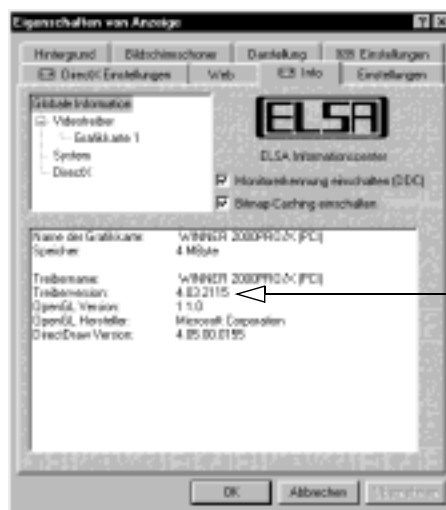 Eigenschaften von Anzeige
Hintergrund Bildschirmschoner Darstellung Einstellungen
DirectX Einstellungen Web Info Einstellungen
Globale Information
Videotreiber
Grafikkarte 1
System
DirectX
ELSA
ELSA Informationscenter
Monitorerkennung einschalten (DDC)
Bitmap-Caching einschalten
Name der Grafikkarte: WINNER 2000PRO/X (PCI)
Speicher: 4 MByte
Treibername: WINNER 2000PRO/X (PCI)
Treiberversion: 4.03.2115
OpenGL Version: 1.1.0
OpenGL Hersteller: Microsoft Corporation
DirectDraw Version: 4.05.00.0155
OK Abbrechen Übernehmen